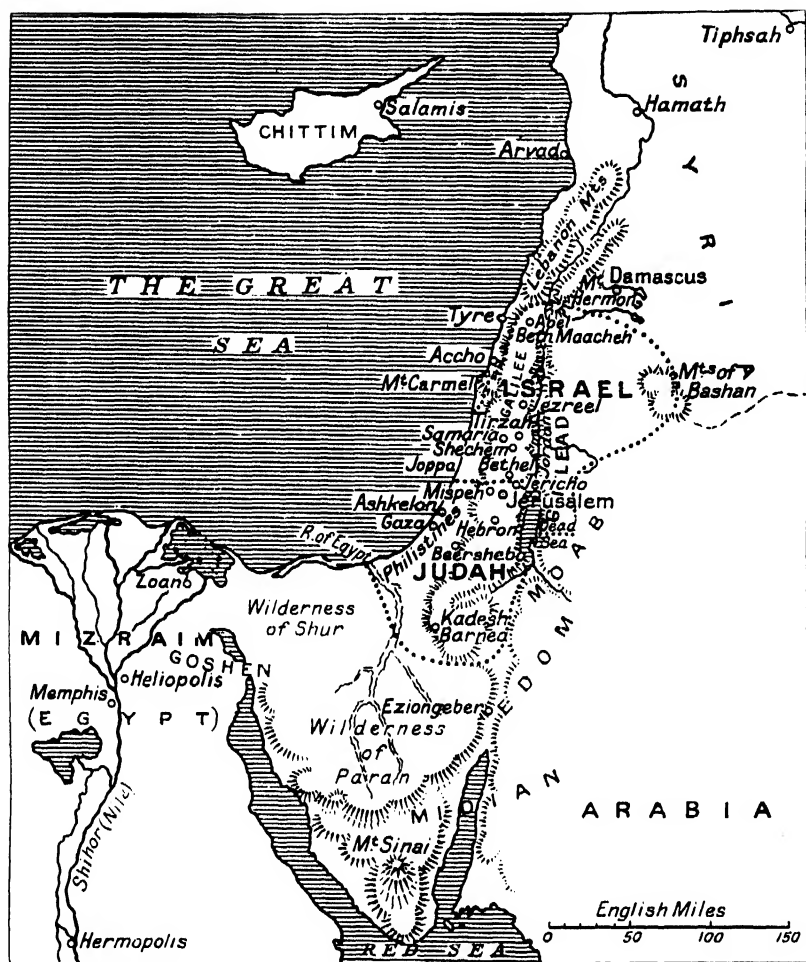 Tiphsah
SYRIA
Hamath
Salamis
CHITTIM
Arvad
Lebanon Mts
THE GREAT
SEA
Damascus
Mt
Hermon
Tyre
Abel
Beth Maacheh
Accho
GALILEE
Mt Carmel
ISRAEL
Mts of
Bashan
Jezreel
Tirzah
Samaria
Shechem
Joppa
Bethel
Jordan
GILEAD
Mispeh
Jericho
Jerusalem
Ashkelon
Gaza
Philistines
Hebron
Dead
Sea
R. of Egypt
Beersheba
JUDAH
MOAB
Zoan
Wilderness
of Shur
Kadesh
Barnea
MIZRAIM
GOSHEN
Heliopolis
Memphis
(EGYPT)
Eziongeber
EDOM
Wilderness
of
Paran
MIDIAN
ARABIA
Shihor (Nile)
Mt Sinai
English Miles
0 50 100 150
Hermopolis
RED SEA